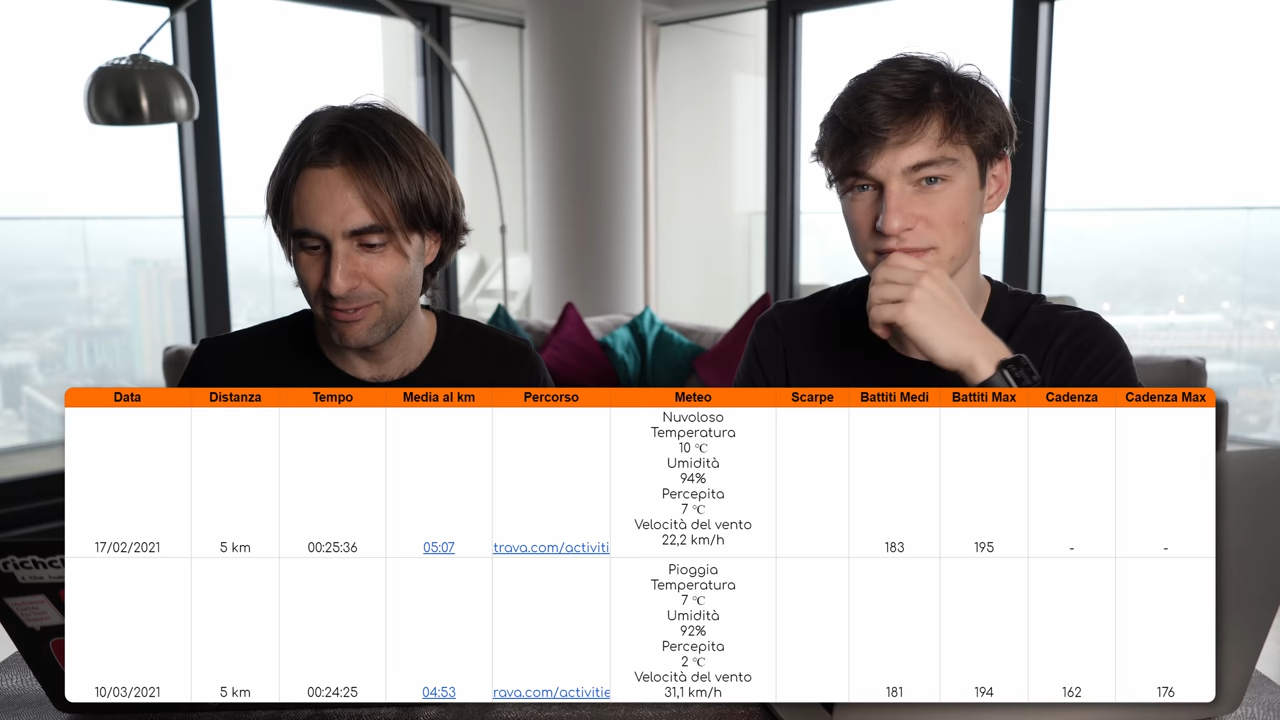 Data Distanza Tempo Media al km Percorso Meteo Scarpe Battiti Medi Battiti Max Cadenza Cadenza Max
Nuvoloso
Temperatura
10 °C
Umidità
94%
Percepita
7 °C
Velocità del vento
22,2 km/h
17/02/2021 5 km 00:25:36 05:07 trava.com/activiti 183 195 - -
Pioggia
Temperatura
7 °C
Umidità
92%
Percepita
2 °C
Velocità del vento
10/03/2021 5 km 00:24:25 04:53 rava.com/activitie 31,1 km/h 181 194 162 176